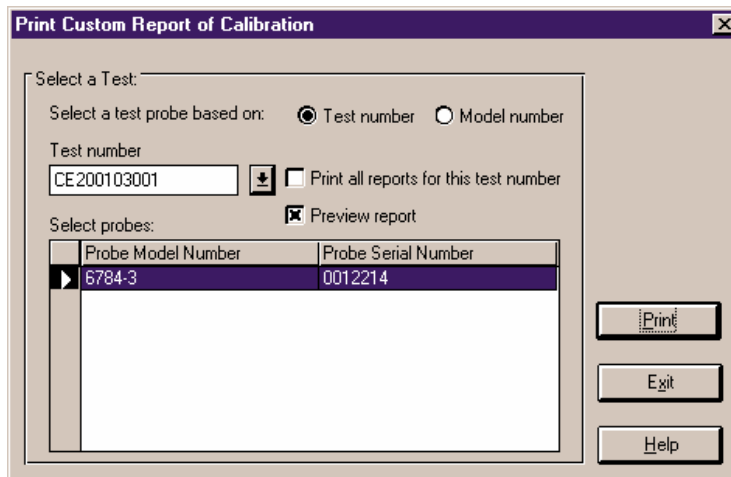 Print Custom Report of Calibration
Select a Test:
Select a test probe based on: Test number Model number
Test number
CE200103001 Print all reports for this test number
Preview report
Select probes:
Probe Model Number Probe Serial Number
6784-3 0012214
Print
Exit
Help